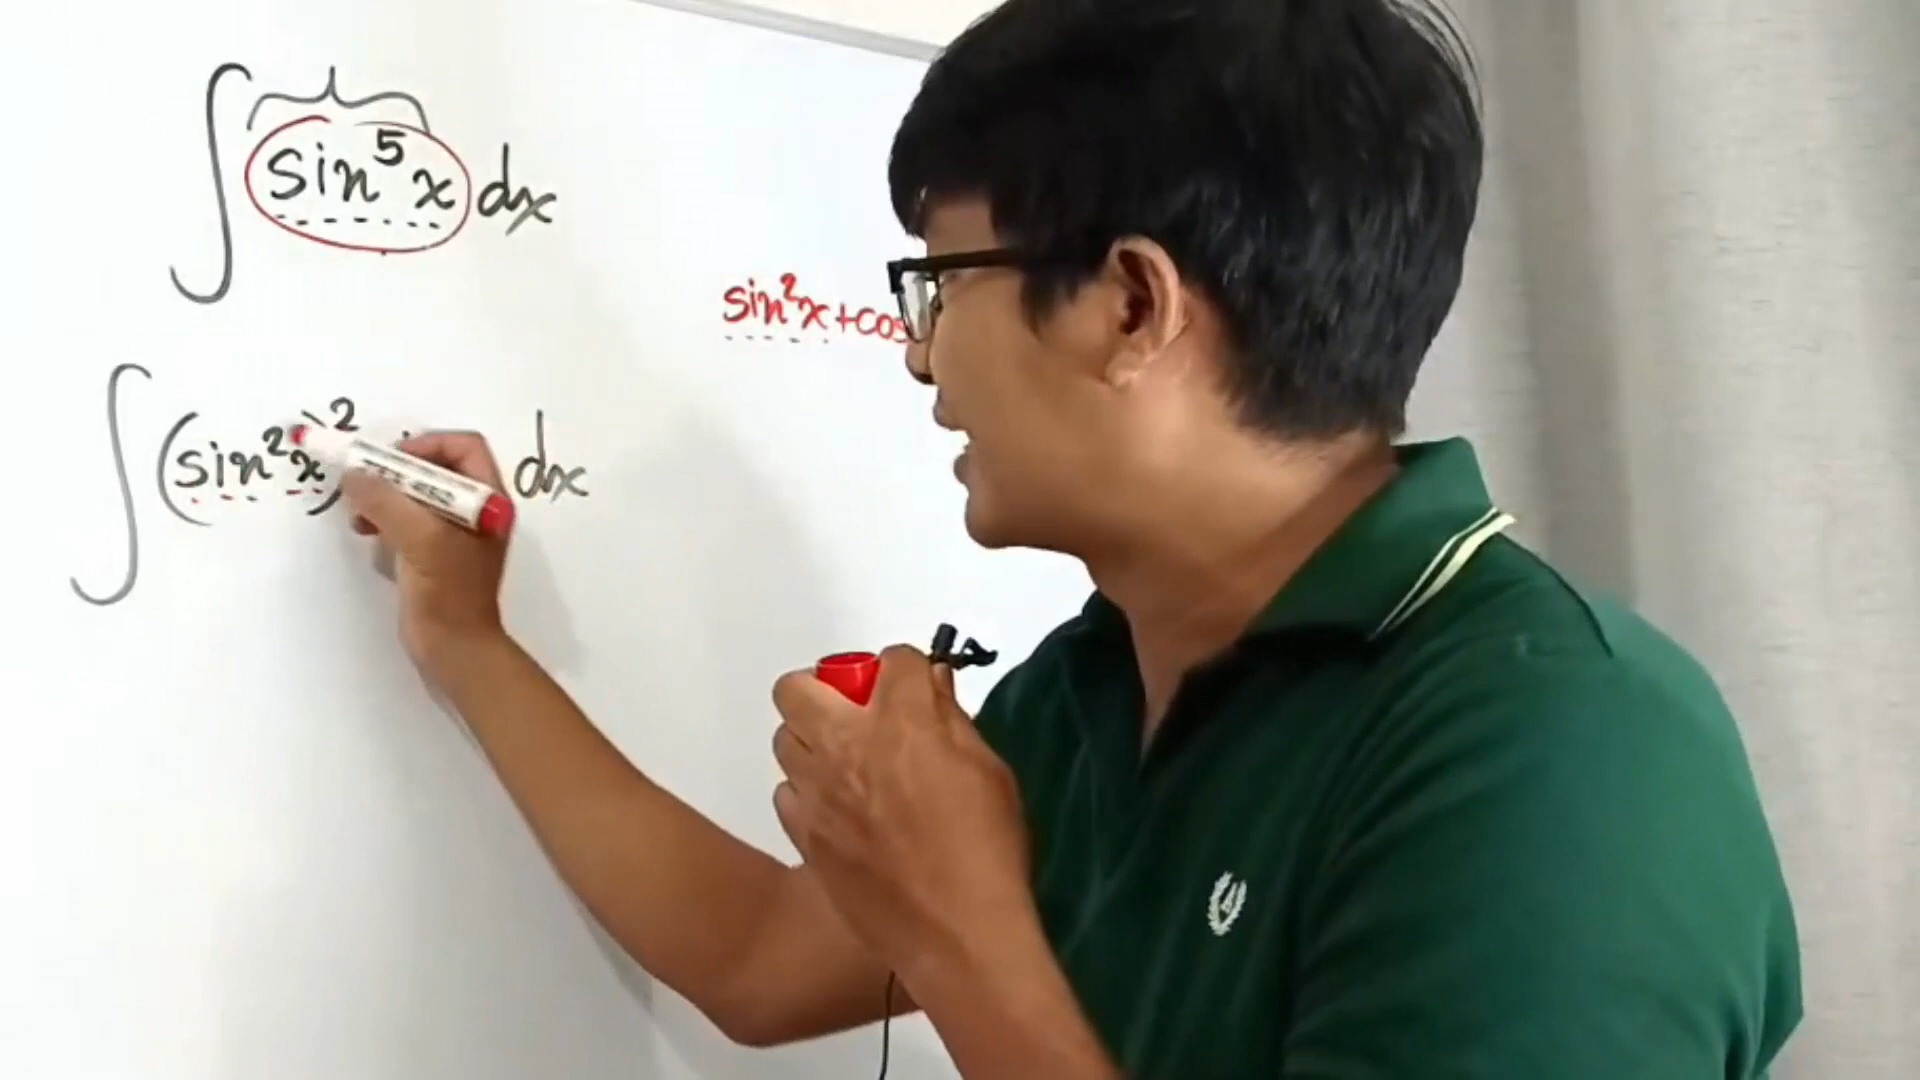 ∫ sin⁵x dx
sin²x + cos
∫ (sin²x)² dx